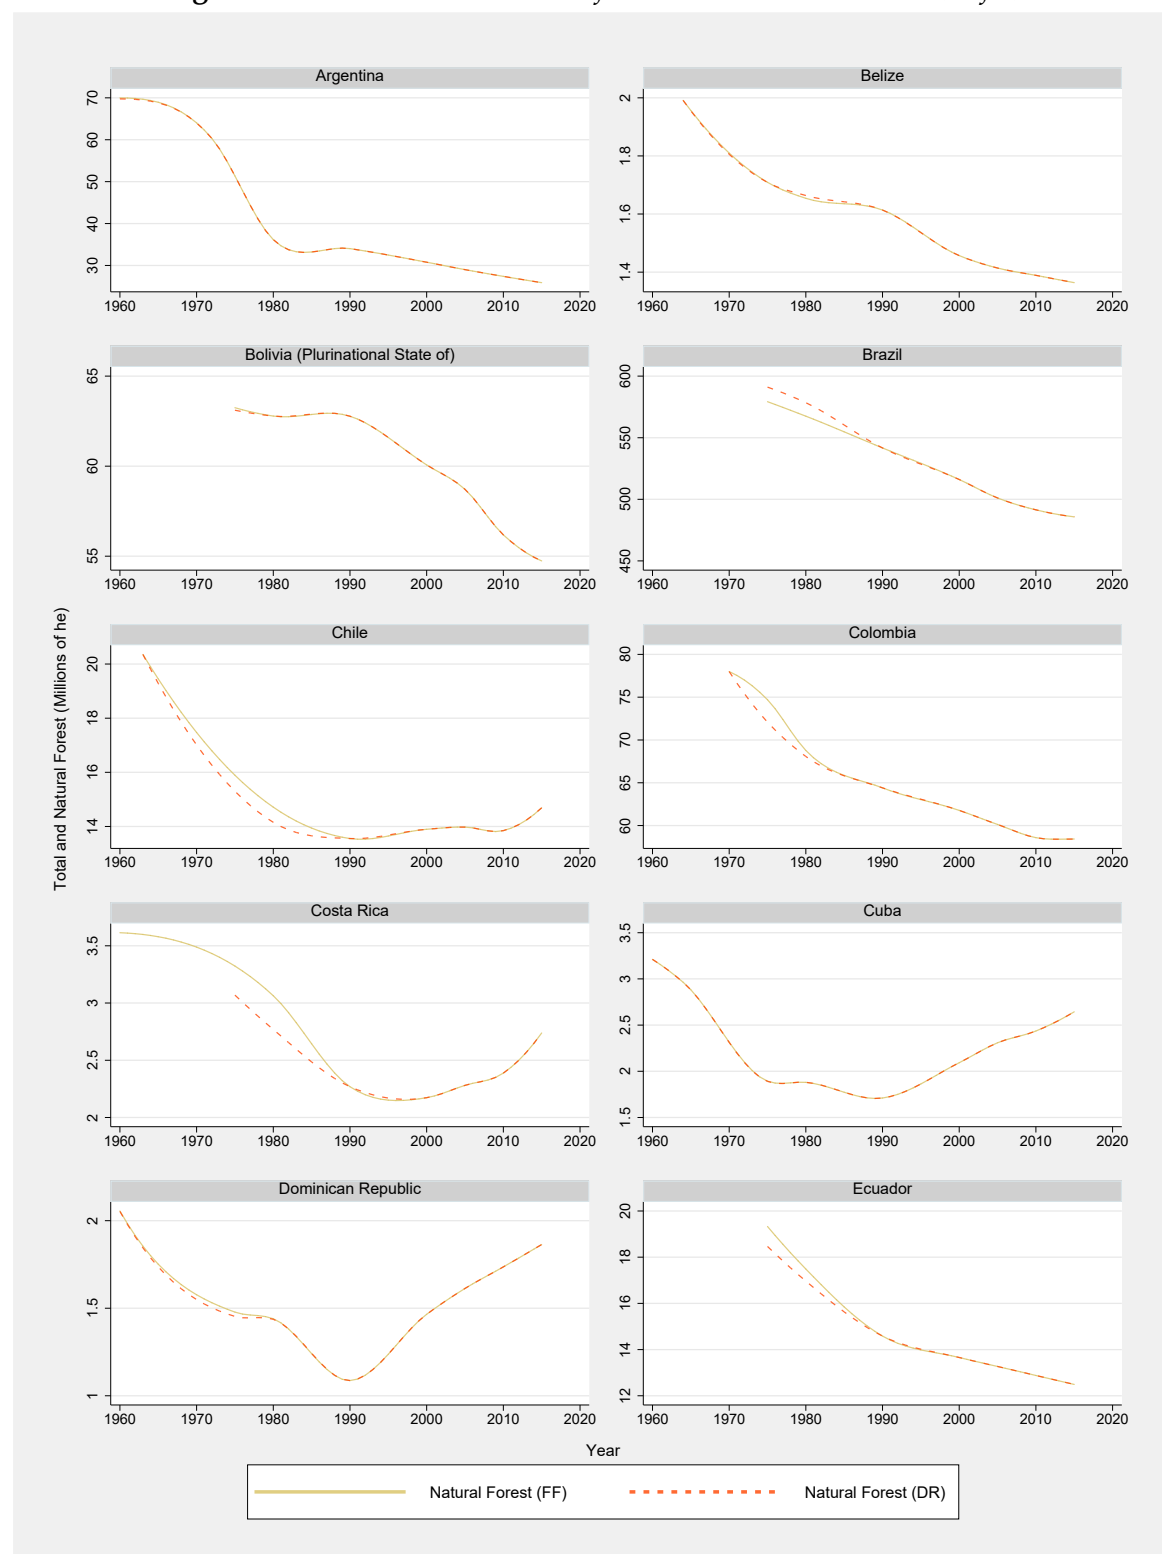 Argentina
Belize
70
60
50
40
30
2
1.8
1.6
1.4
1960 1970 1980 1990 2000 2010 2020
1960 1970 1980 1990 2000 2010 2020
Bolivia (Plurinational State of)
Brazil
65
60
55
600
550
500
450
1960 1970 1980 1990 2000 2010 2020
1960 1970 1980 1990 2000 2010 2020
Total and Natural Forest (Millions of he)
Chile
Colombia
20
18
16
14
80
75
70
65
60
1960 1970 1980 1990 2000 2010 2020
1960 1970 1980 1990 2000 2010 2020
Costa Rica
Cuba
3.5
3
2.5
2
3.5
3
2.5
2
1.5
1960 1970 1980 1990 2000 2010 2020
1960 1970 1980 1990 2000 2010 2020
Dominican Republic
Ecuador
2
1.5
1
20
18
16
14
12
1960 1970 1980 1990 2000 2010 2020
1960 1970 1980 1990 2000 2010 2020
Year
Natural Forest (FF)
Natural Forest (DR)